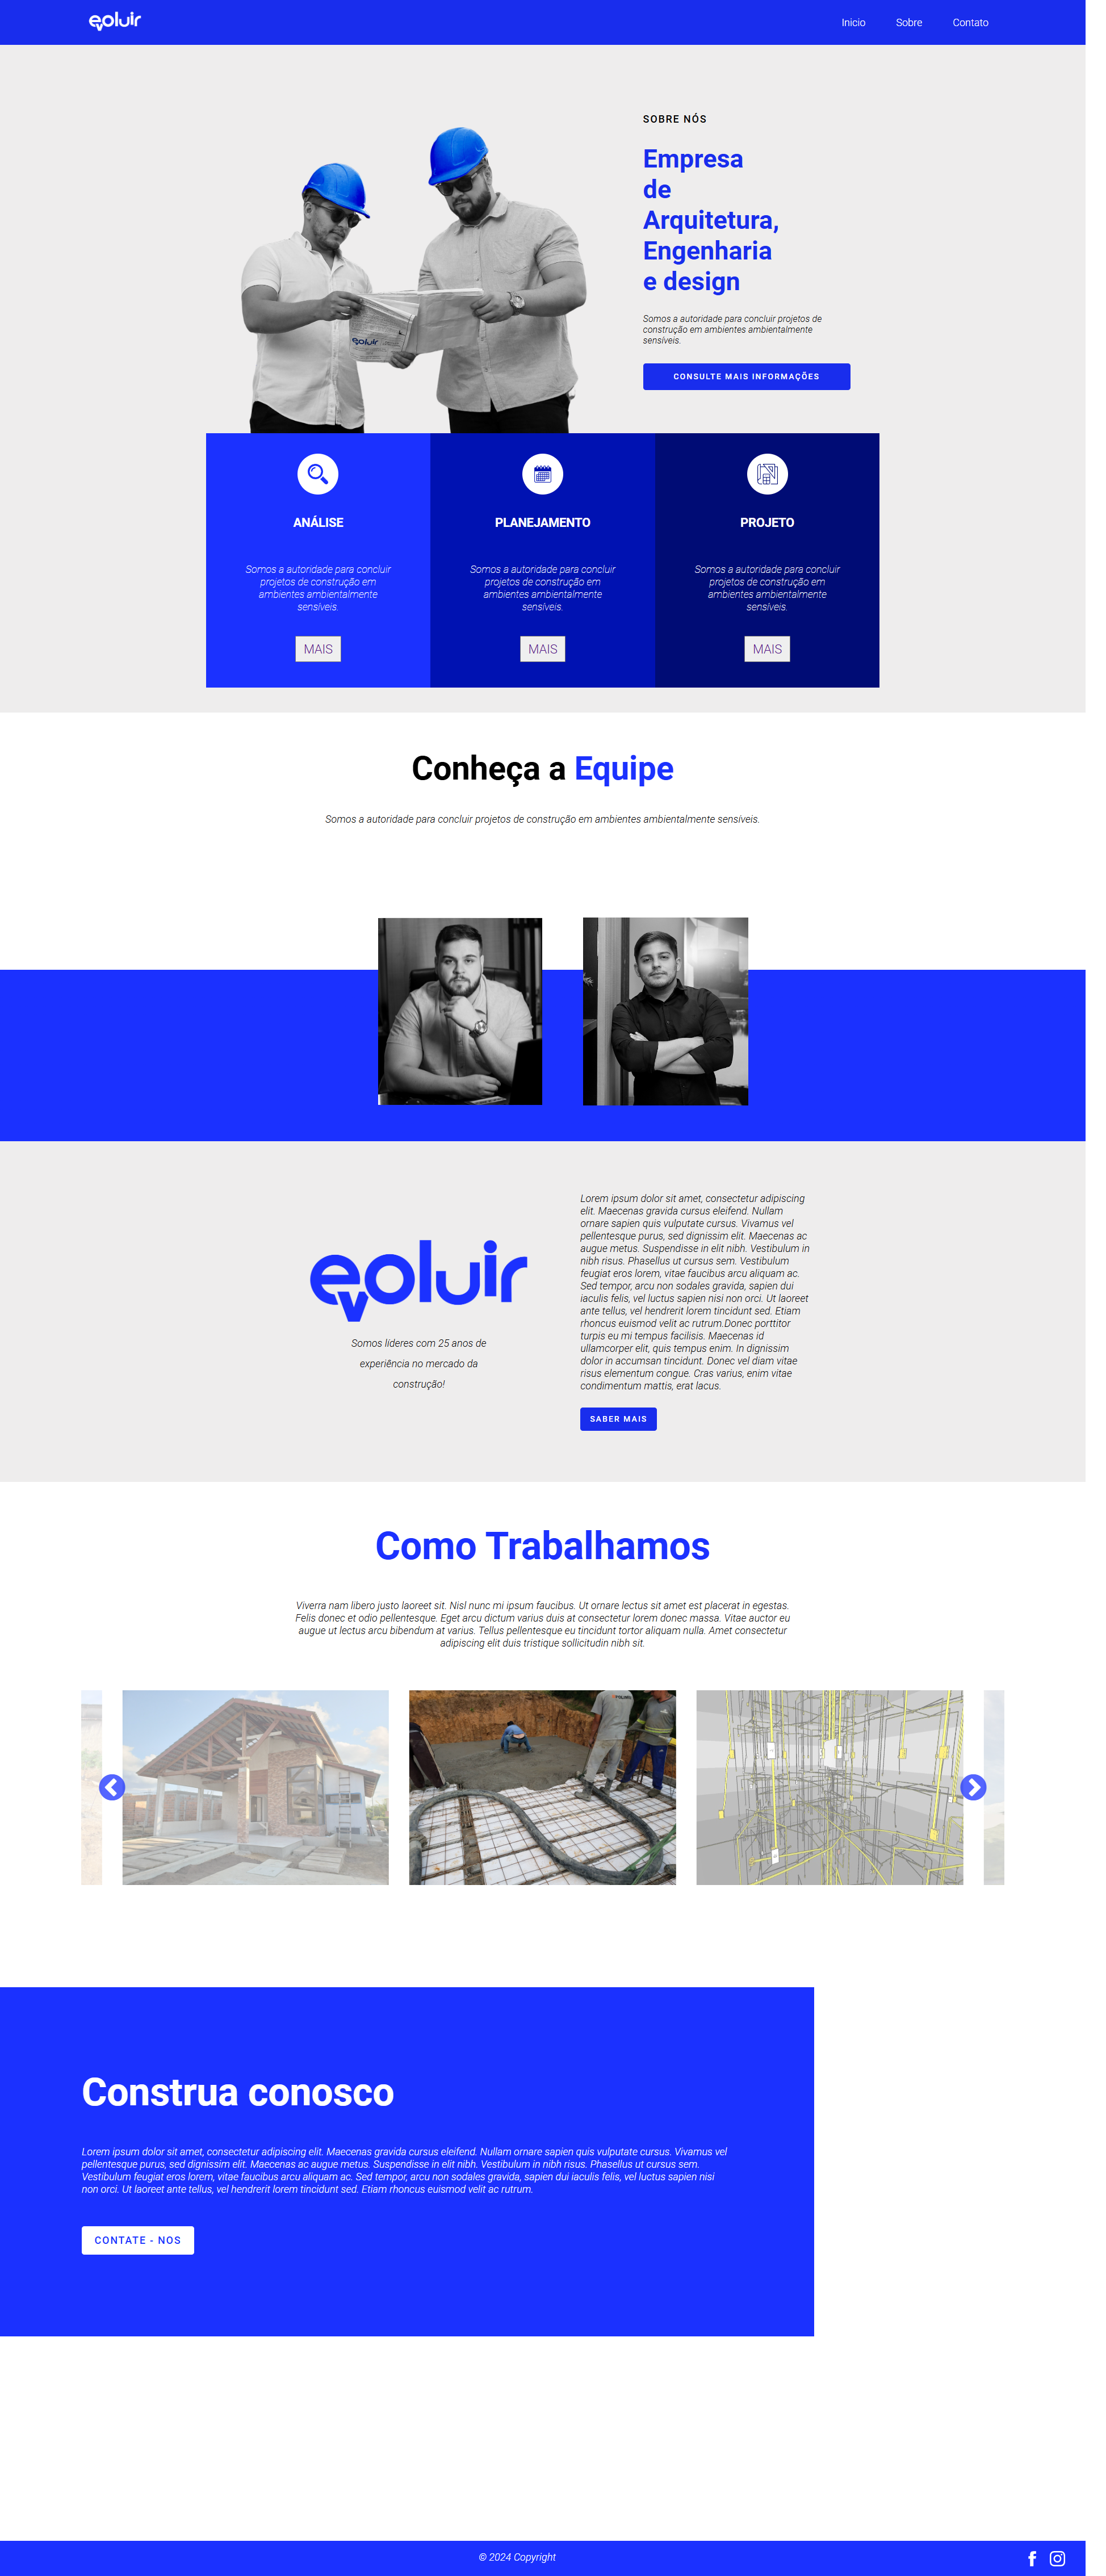 evoluir
Inicio Sobre Contato
SOBRE NÓS
Empresa
de
Arquitetura,
Engenharia
e design
Somos a autoridade para concluir projetos de
construção em ambientes ambientalmente
sensíveis.
CONSULTE MAIS INFORMAÇÕES
evoluir
ANÁLISE
Somos a autoridade para concluir
projetos de construção em
ambientes ambientalmente
sensíveis.
MAIS
PLANEJAMENTO
Somos a autoridade para concluir
projetos de construção em
ambientes ambientalmente
sensíveis.
MAIS
PROJETO
Somos a autoridade para concluir
projetos de construção em
ambientes ambientalmente
sensíveis.
MAIS
Conheça a Equipe
Somos a autoridade para concluir projetos de construção em ambientes ambientalmente sensíveis.
evoluir
Somos líderes com 25 anos de
experiência no mercado da
construção!
Lorem ipsum dolor sit amet, consectetur adipiscing
elit. Maecenas gravida cursus eleifend. Nullam
ornare sapien quis vulputate cursus. Vivamus vel
pellentesque purus, sed dignissim elit. Maecenas ac
augue metus. Suspendisse in elit nibh. Vestibulum in
nibh risus. Phasellus ut cursus sem. Vestibulum
feugiat eros lorem, vitae faucibus arcu aliquam ac.
Sed tempor, arcu non sodales gravida, sapien dui
iaculis felis, vel luctus sapien nisi non orci. Ut laoreet
ante tellus, vel hendrerit lorem tincidunt sed. Etiam
rhoncus euismod velit ac rutrum.Donec porttitor
turpis eu mi tempus facilisis. Maecenas id
ullamcorper elit, quis tempus enim. In dignissim
dolor in accumsan tincidunt. Donec vel diam vitae
risus elementum congue. Cras varius, enim vitae
condimentum mattis, erat lacus.
SABER MAIS
Como Trabalhamos
Viverra nam libero justo laoreet sit. Nisl nunc mi ipsum faucibus. Ut ornare lectus sit amet est placerat in egestas.
Felis donec et odio pellentesque. Eget arcu dictum varius duis at consectetur lorem donec massa. Vitae auctor eu
augue ut lectus arcu bibendum at varius. Tellus pellentesque eu tincidunt tortor aliquam nulla. Amet consectetur
adipiscing elit duis tristique sollicitudin nibh sit.
Construa conosco
Lorem ipsum dolor sit amet, consectetur adipiscing elit. Maecenas gravida cursus eleifend. Nullam ornare sapien quis vulputate cursus. Vivamus vel
pellentesque purus, sed dignissim elit. Maecenas ac augue metus. Suspendisse in elit nibh. Vestibulum in nibh risus. Phasellus ut cursus sem.
Vestibulum feugiat eros lorem, vitae faucibus arcu aliquam ac. Sed tempor, arcu non sodales gravida, sapien dui iaculis felis, vel luctus sapien nisi
non orci. Ut laoreet ante tellus, vel hendrerit lorem tincidunt sed. Etiam rhoncus euismod velit ac rutrum.
CONTATE - NOS
© 2024 Copyright